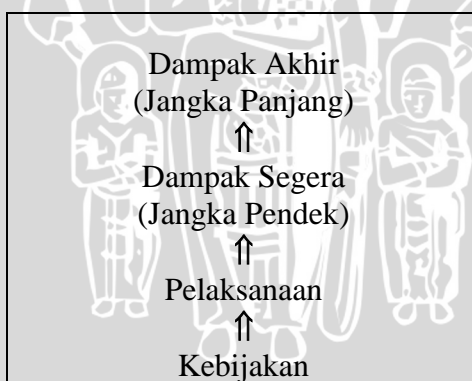 Dampak Akhir
(Jangka Panjang)
⇑
Dampak Segera
(Jangka Pendek)
⇑
Pelaksanaan
⇑
Kebijakan